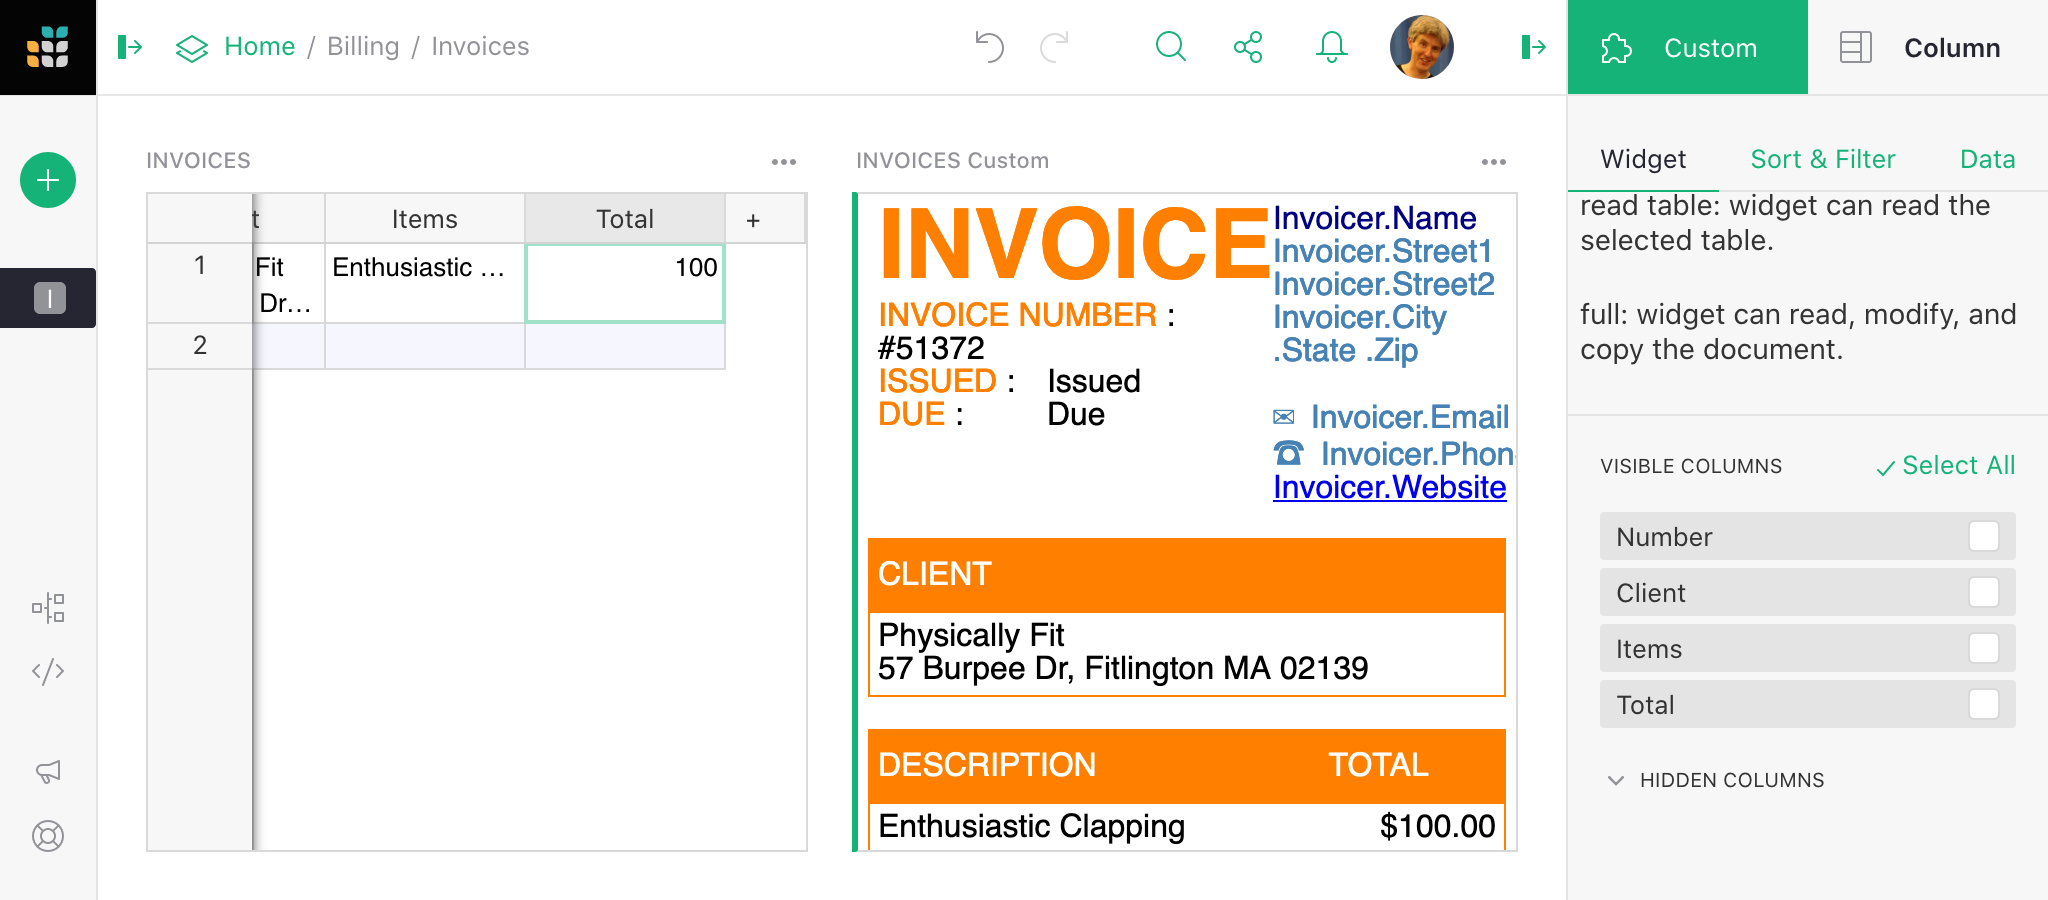 Home / Billing / Invoices
Custom
Column
INVOICES
t Items Total +
1 Fit Enthusiastic ... 100
Dr...
2
I
INVOICES Custom
INVOICE
INVOICE NUMBER :
#51372
ISSUED : Issued
DUE : Due
Invoicer.Name
Invoicer.Street1
Invoicer.Street2
Invoicer.City
.State .Zip
✉ Invoicer.Email
☎ Invoicer.Phon
Invoicer.Website
CLIENT
Physically Fit
57 Burpee Dr, Fitlington MA 02139
DESCRIPTION TOTAL
Enthusiastic Clapping $100.00
Widget Sort & Filter Data
read table: widget can read the
selected table.
full: widget can read, modify, and
copy the document.
VISIBLE COLUMNS Select All
Number
Client
Items
Total
HIDDEN COLUMNS